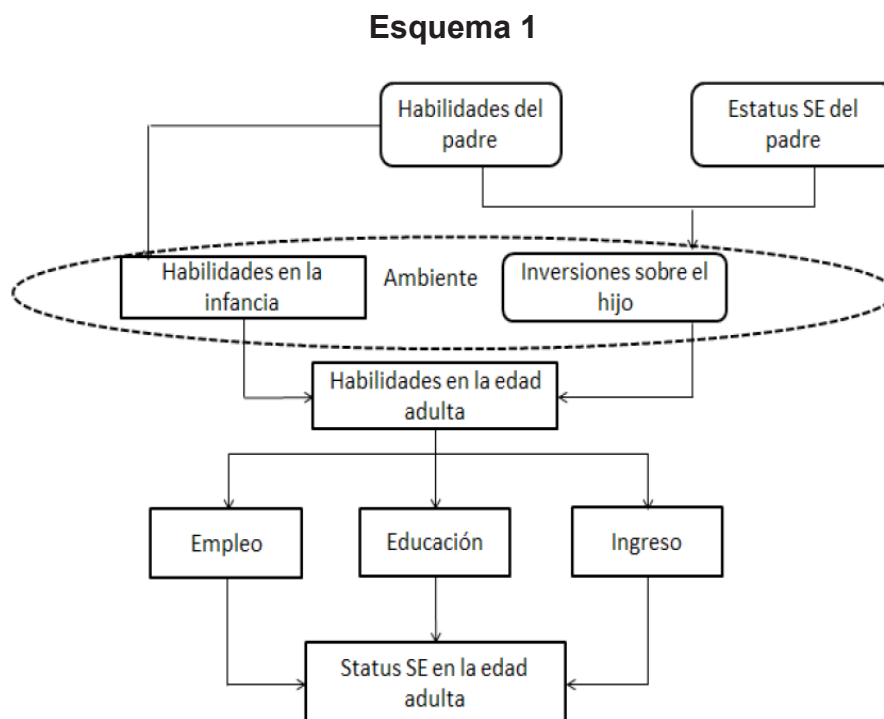 Esquema 1
Habilidades del
padre
Estatus SE del
padre
Habilidades en la
infancia
Ambiente
Inversiones sobre el
hijo
Habilidades en la edad
adulta
Empleo
Educación
Ingreso
Status SE en la edad
adulta